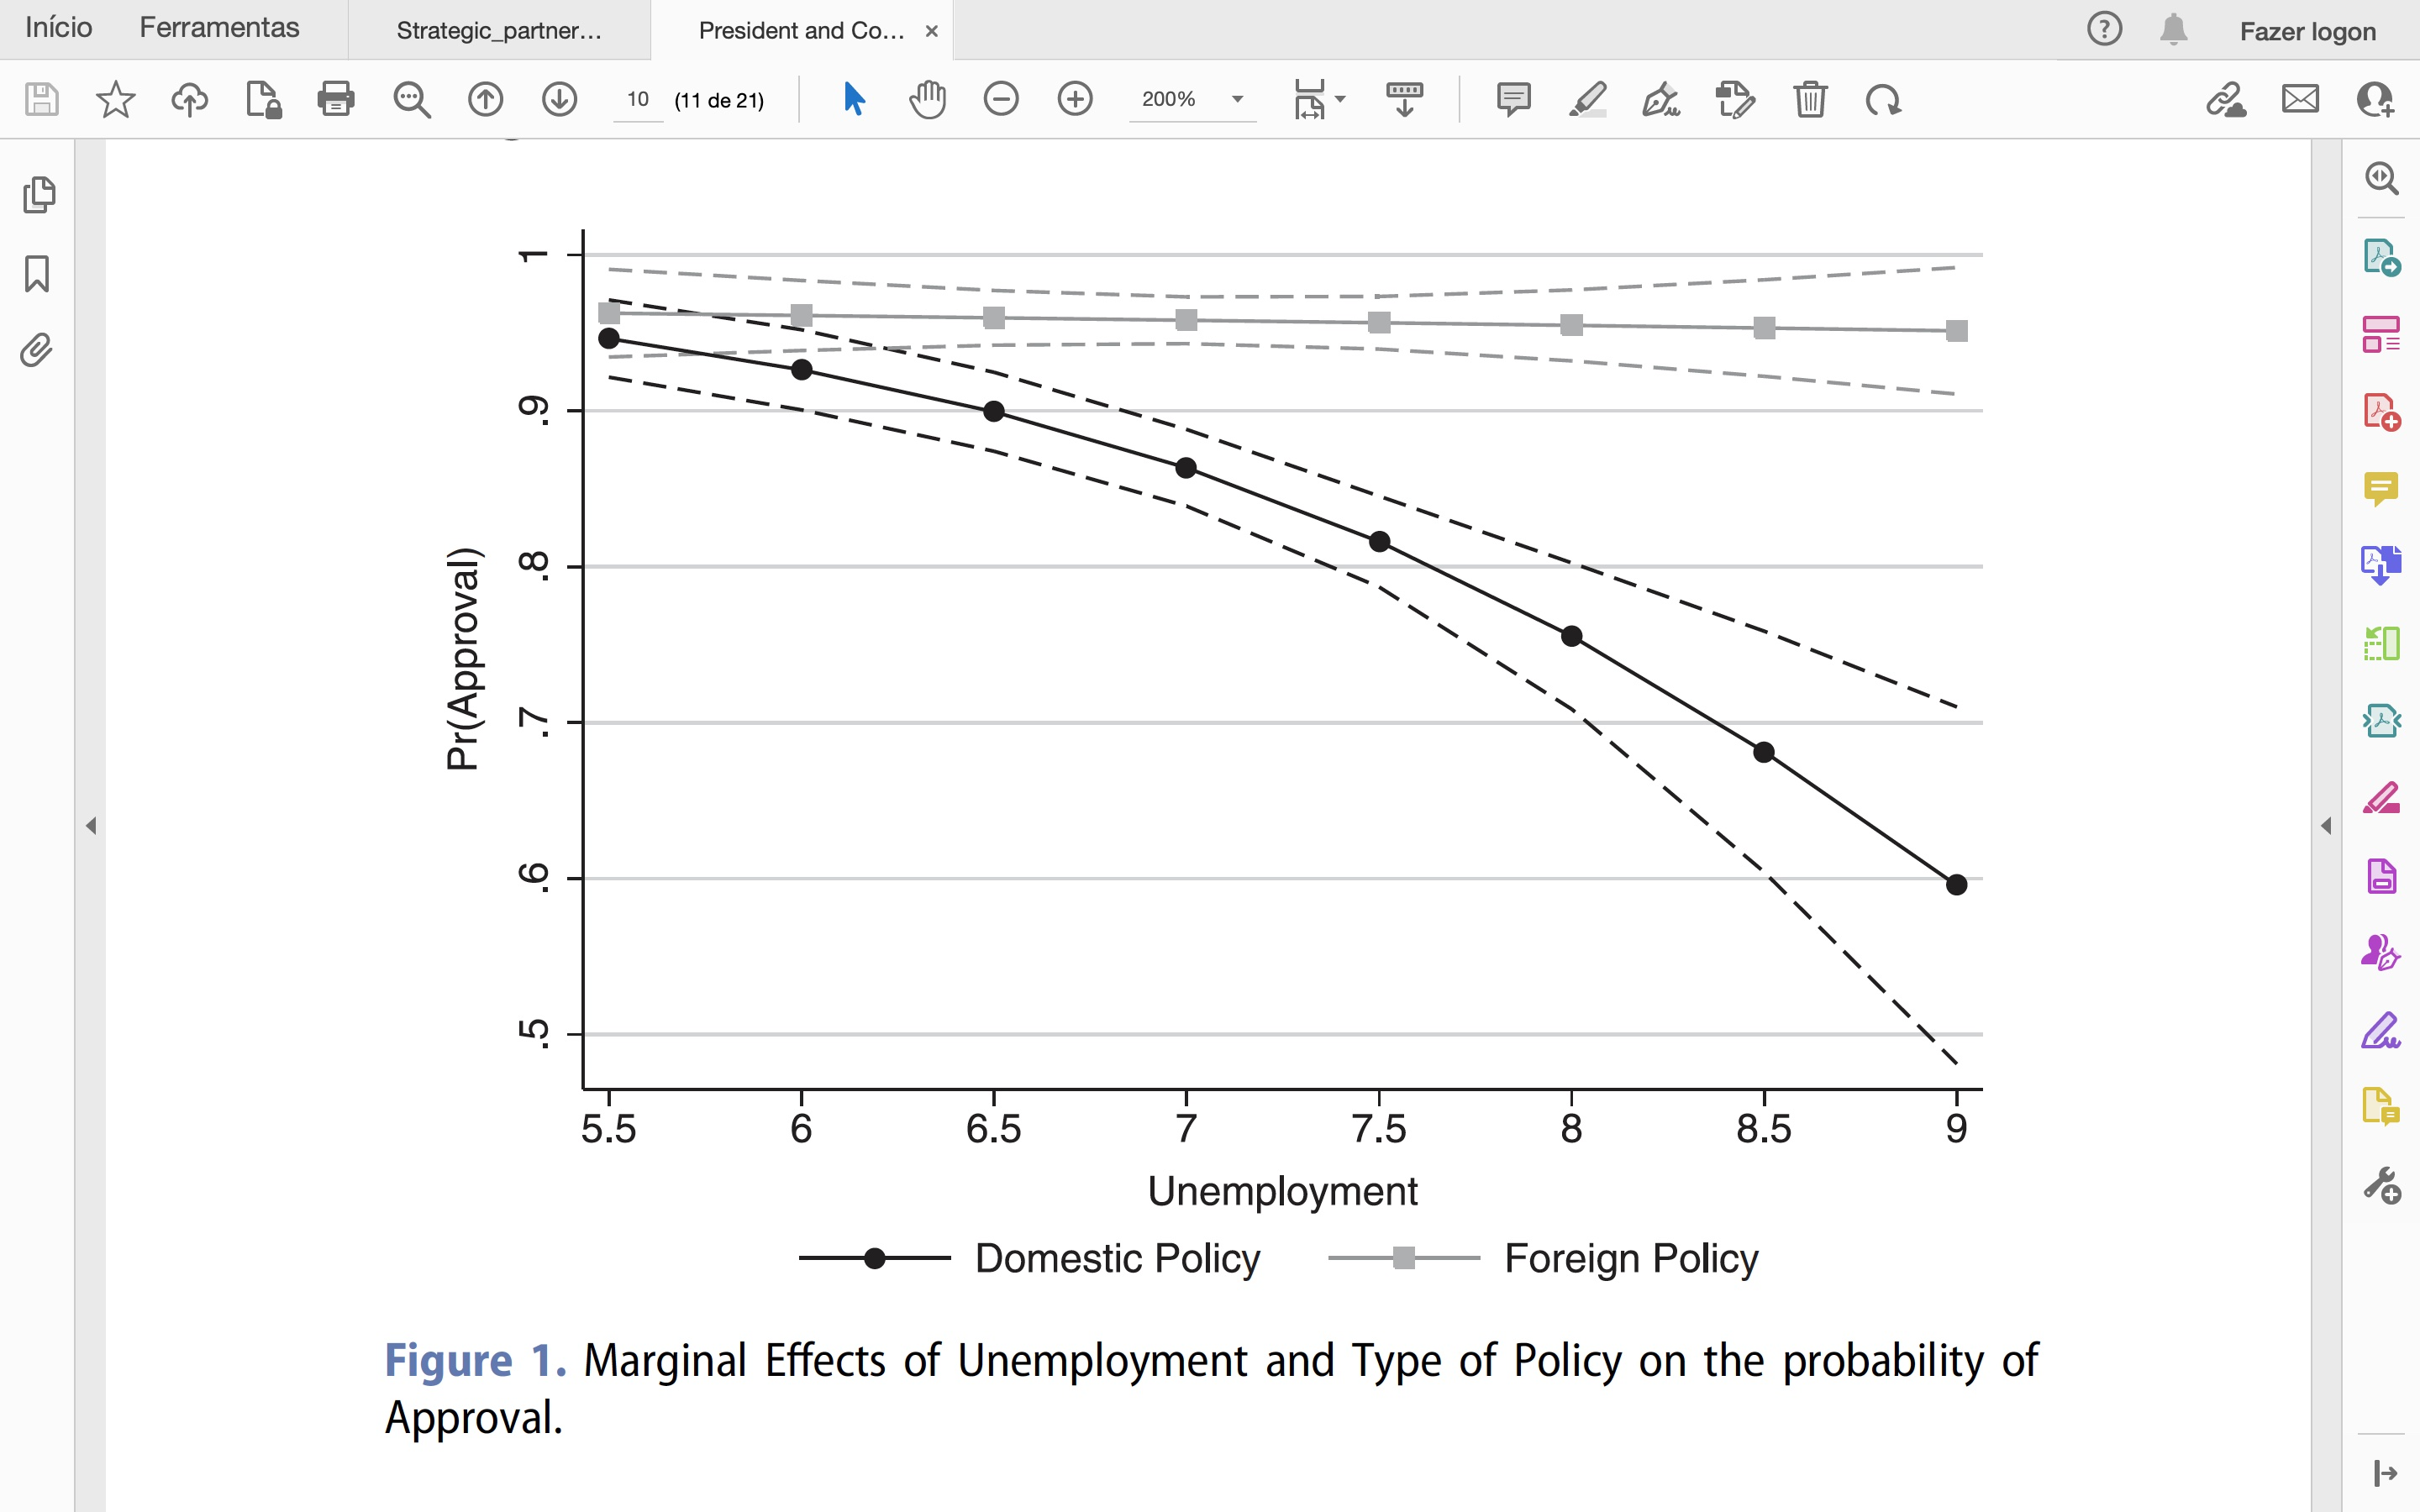 Início Ferramentas Strategic_partner... President and Co... × ? Fazer logon
10 (11 de 21) 200%
1
.9
.8
.7
.6
.5
Pr(Approval)
5.5 6 6.5 7 7.5 8 8.5 9
Unemployment
Domestic Policy Foreign Policy
Figure 1. Marginal Effects of Unemployment and Type of Policy on the probability of
Approval.